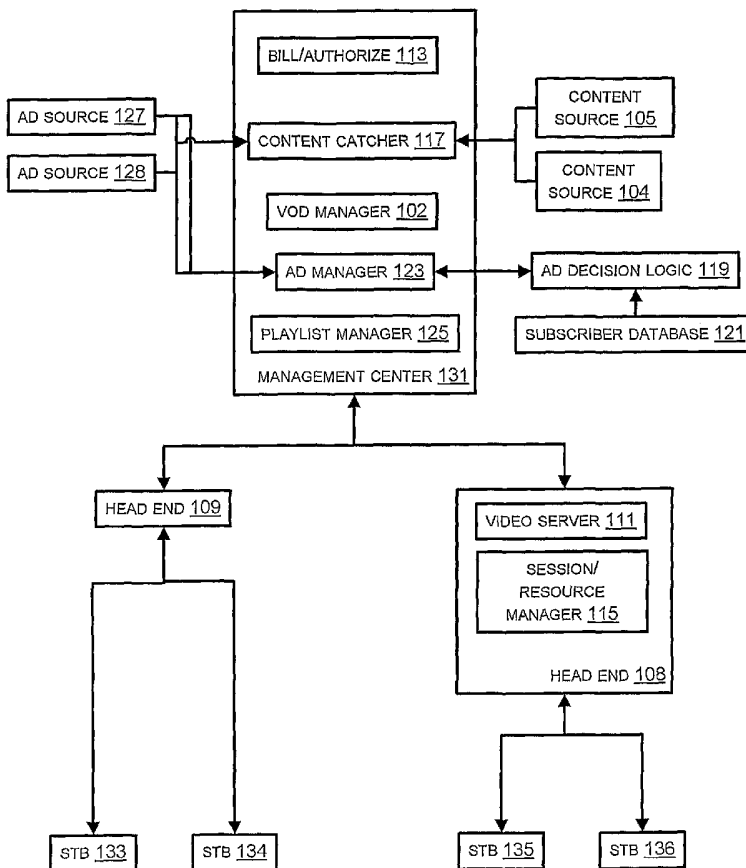 BILL/AUTHORIZE 113
AD SOURCE 127
CONTENT CATCHER 117
CONTENT
SOURCE 105
AD SOURCE 128
CONTENT
SOURCE 104
VOD MANAGER 102
AD MANAGER 123
AD DECISION LOGIC 119
PLAYLIST MANAGER 125
SUBSCRIBER DATABASE 121
MANAGEMENT CENTER 131
HEAD END 109
VIDEO SERVER 111
SESSION/
RESOURCE
MANAGER 115
HEAD END 108
STB 133
STB 134
STB 135
STB 136